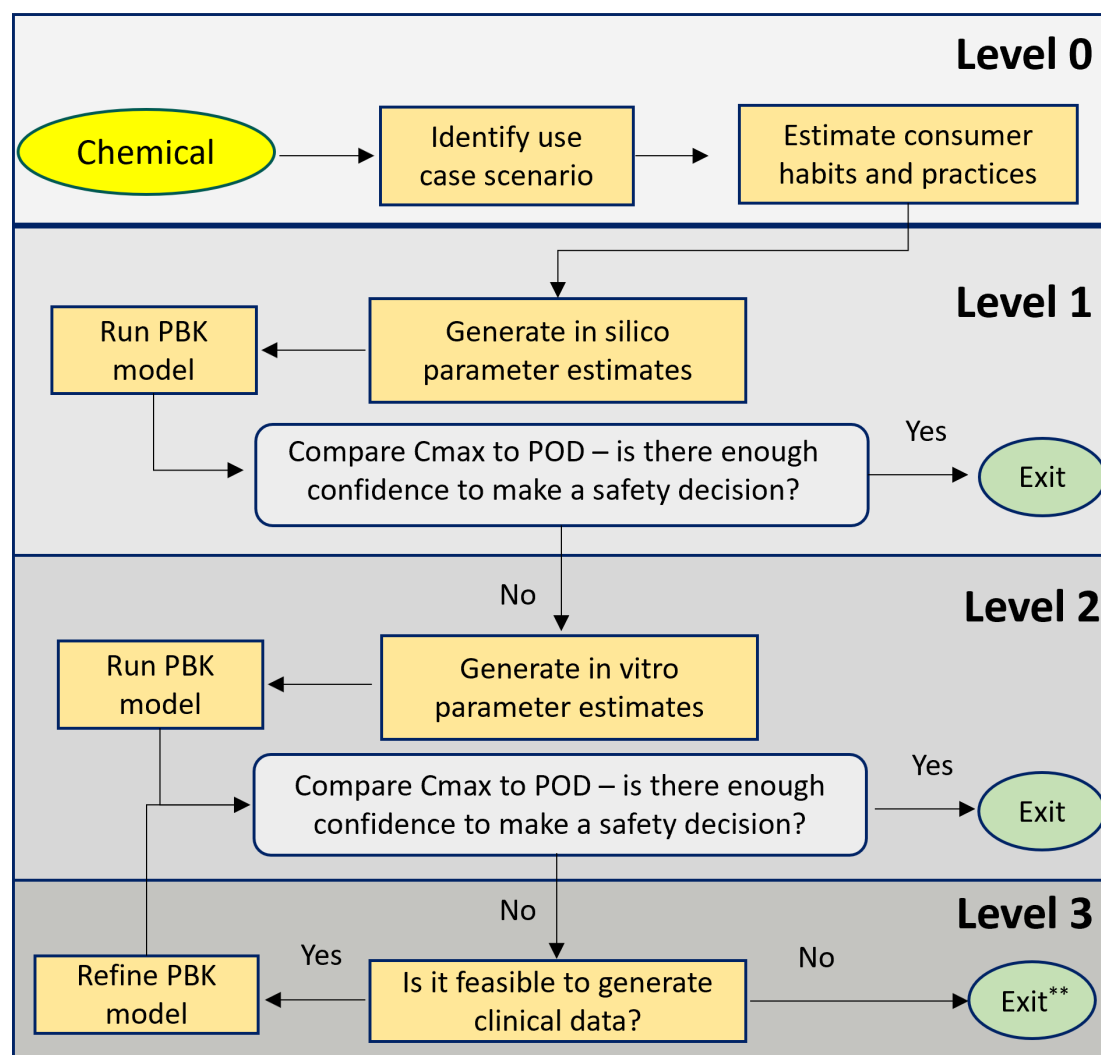 Level 0
Chemical
Identify use
case scenario
Estimate consumer
habits and practices
Level 1
Run PBK
model
Generate in silico
parameter estimates
Compare Cmax to POD – is there enough
confidence to make a safety decision?
Yes
Exit
No
Level 2
Run PBK
model
Generate in vitro
parameter estimates
Compare Cmax to POD – is there enough
confidence to make a safety decision?
Yes
Exit
No
Level 3
Yes
Refine PBK
model
Is it feasible to generate
clinical data?
No
Exit**